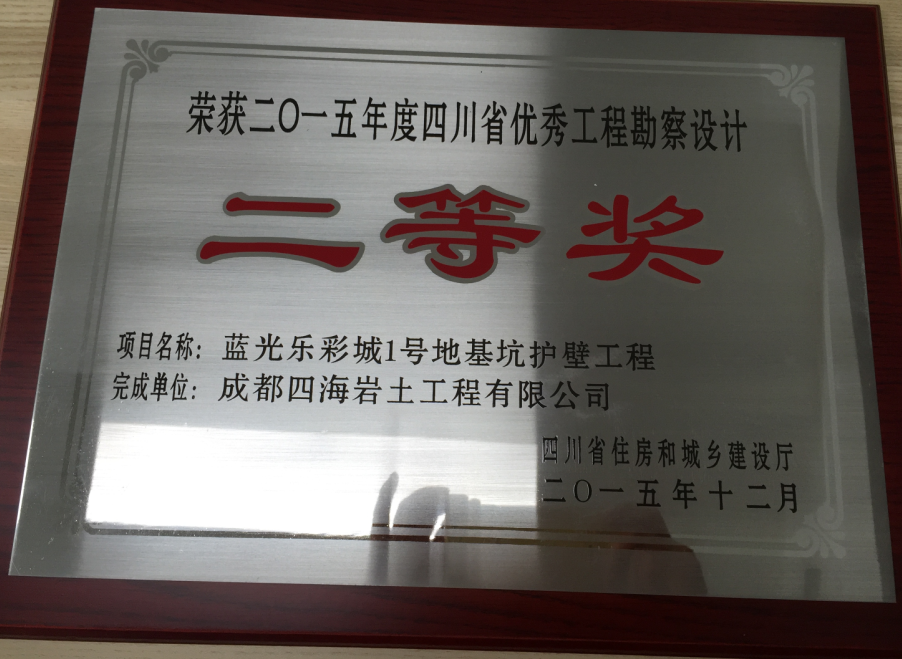 荣获二〇一五年度四川省优秀工程勘察设计
二等奖
项目名称：蓝光乐彩城1号地基坑护壁工程
完成单位：成都四海岩土工程有限公司
四川省住房和城乡建设厅
二〇一五年十二月